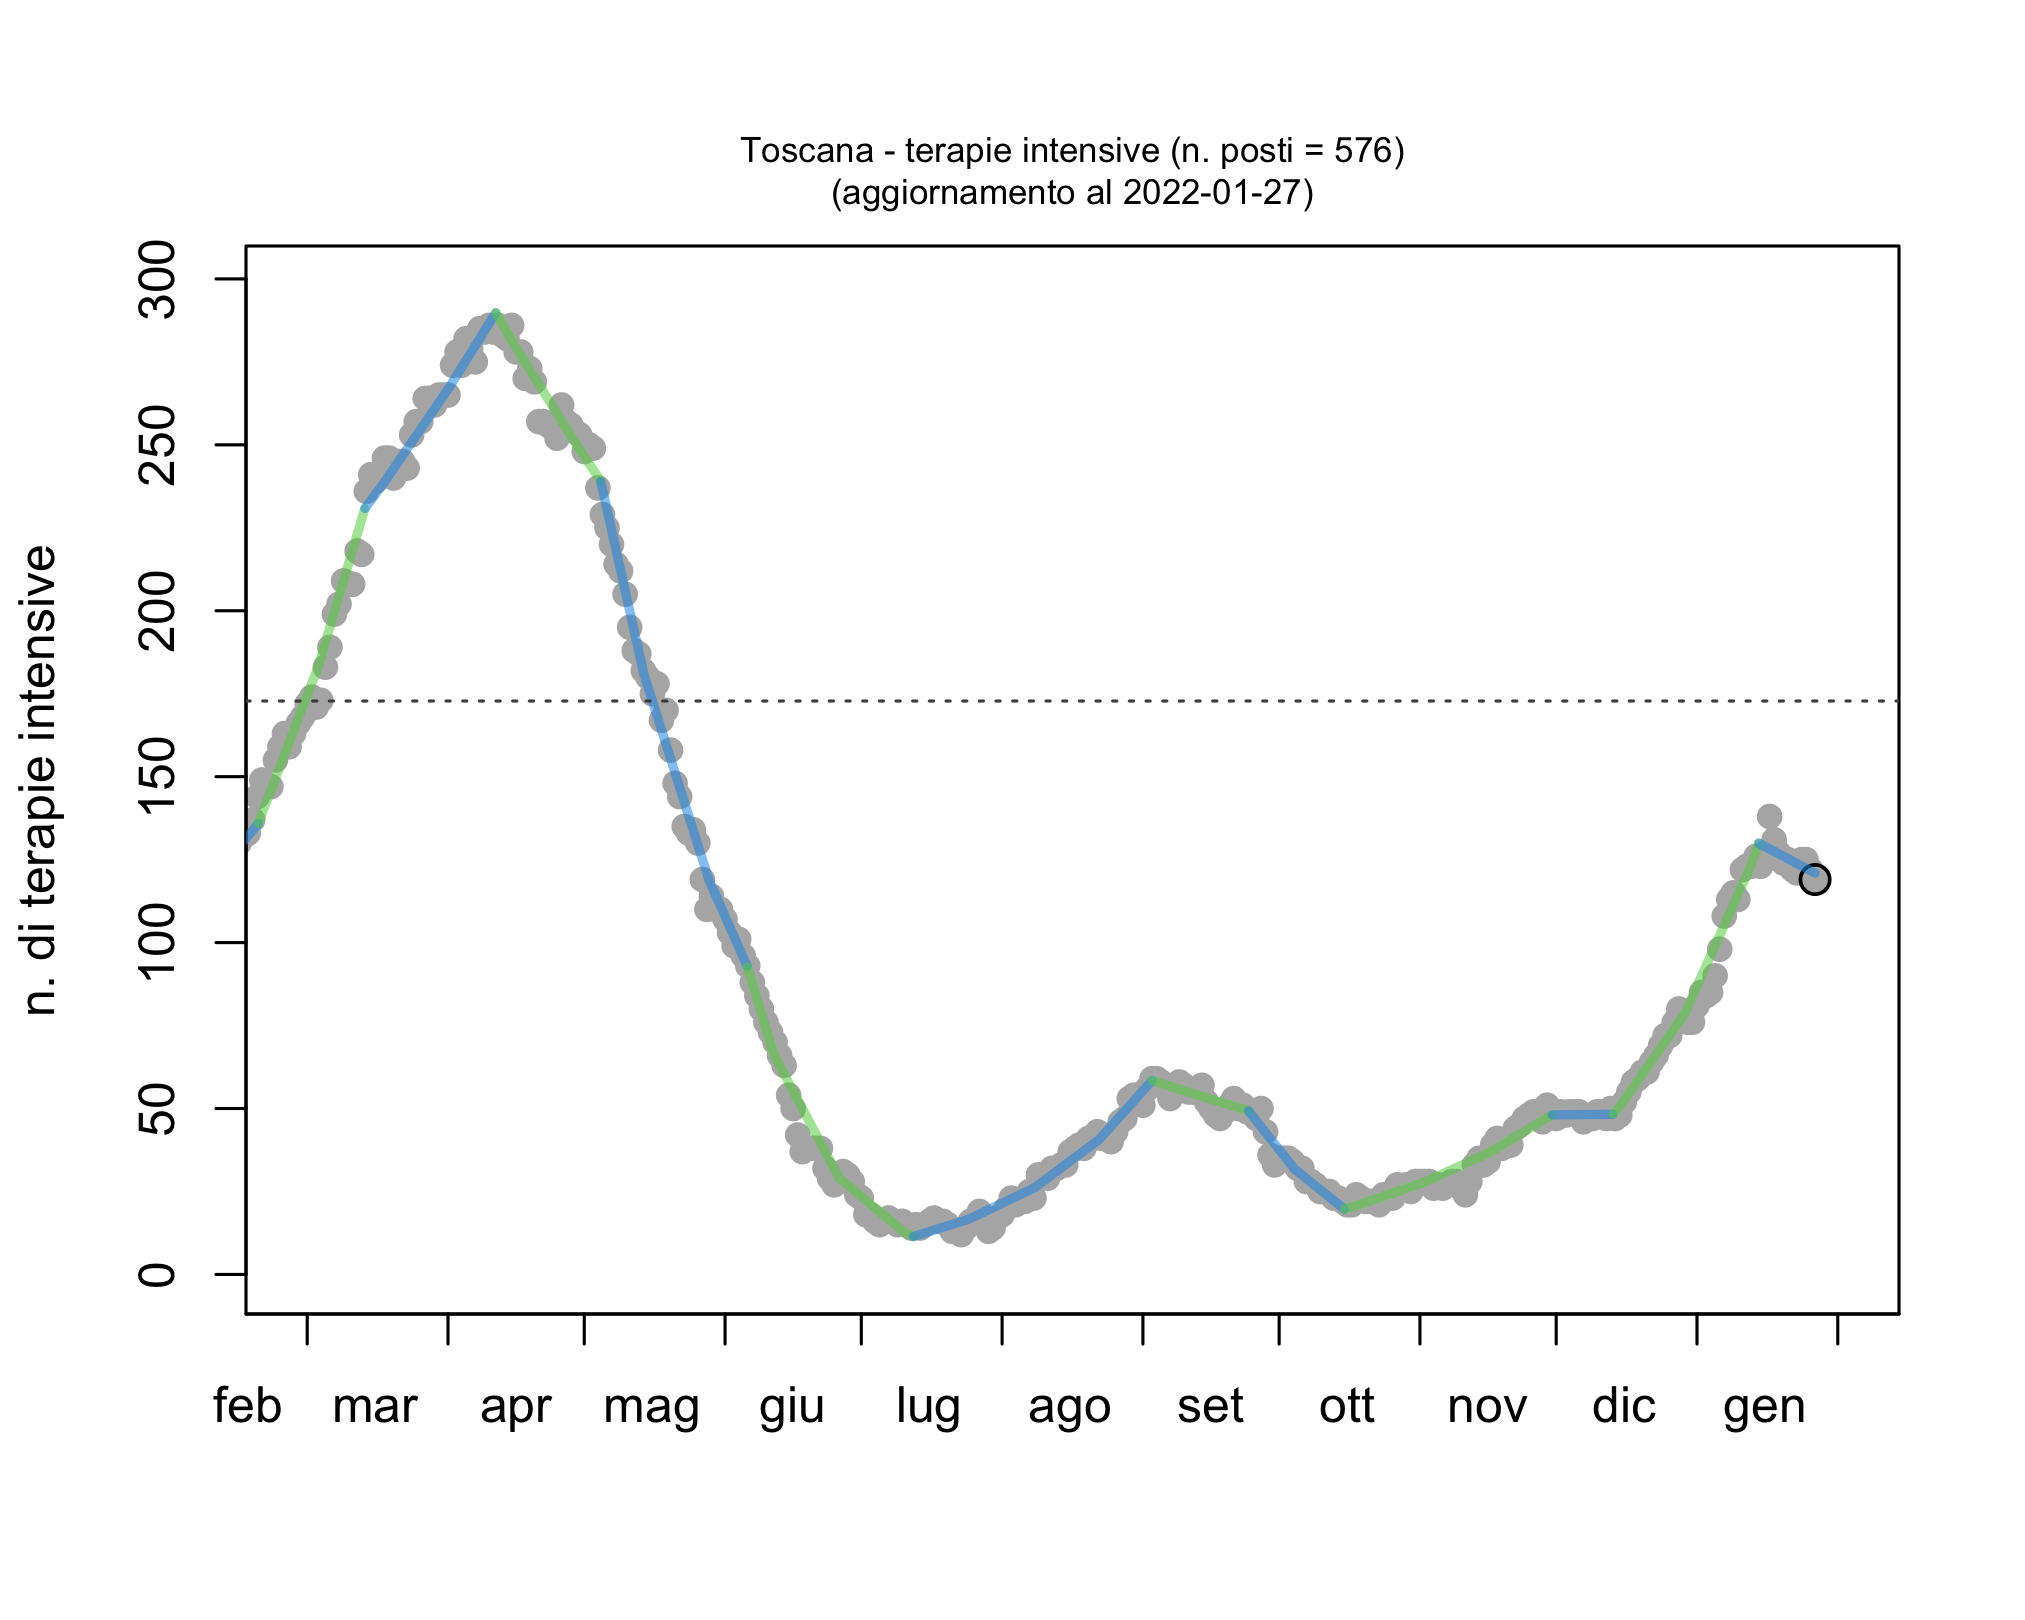 Toscana - terapie intensive (n. posti = 576)
(aggiornamento al 2022-01-27)
n. di terapie intensive
300
250
200
150
100
50
0
feb mar apr mag giu lug ago set ott nov dic gen